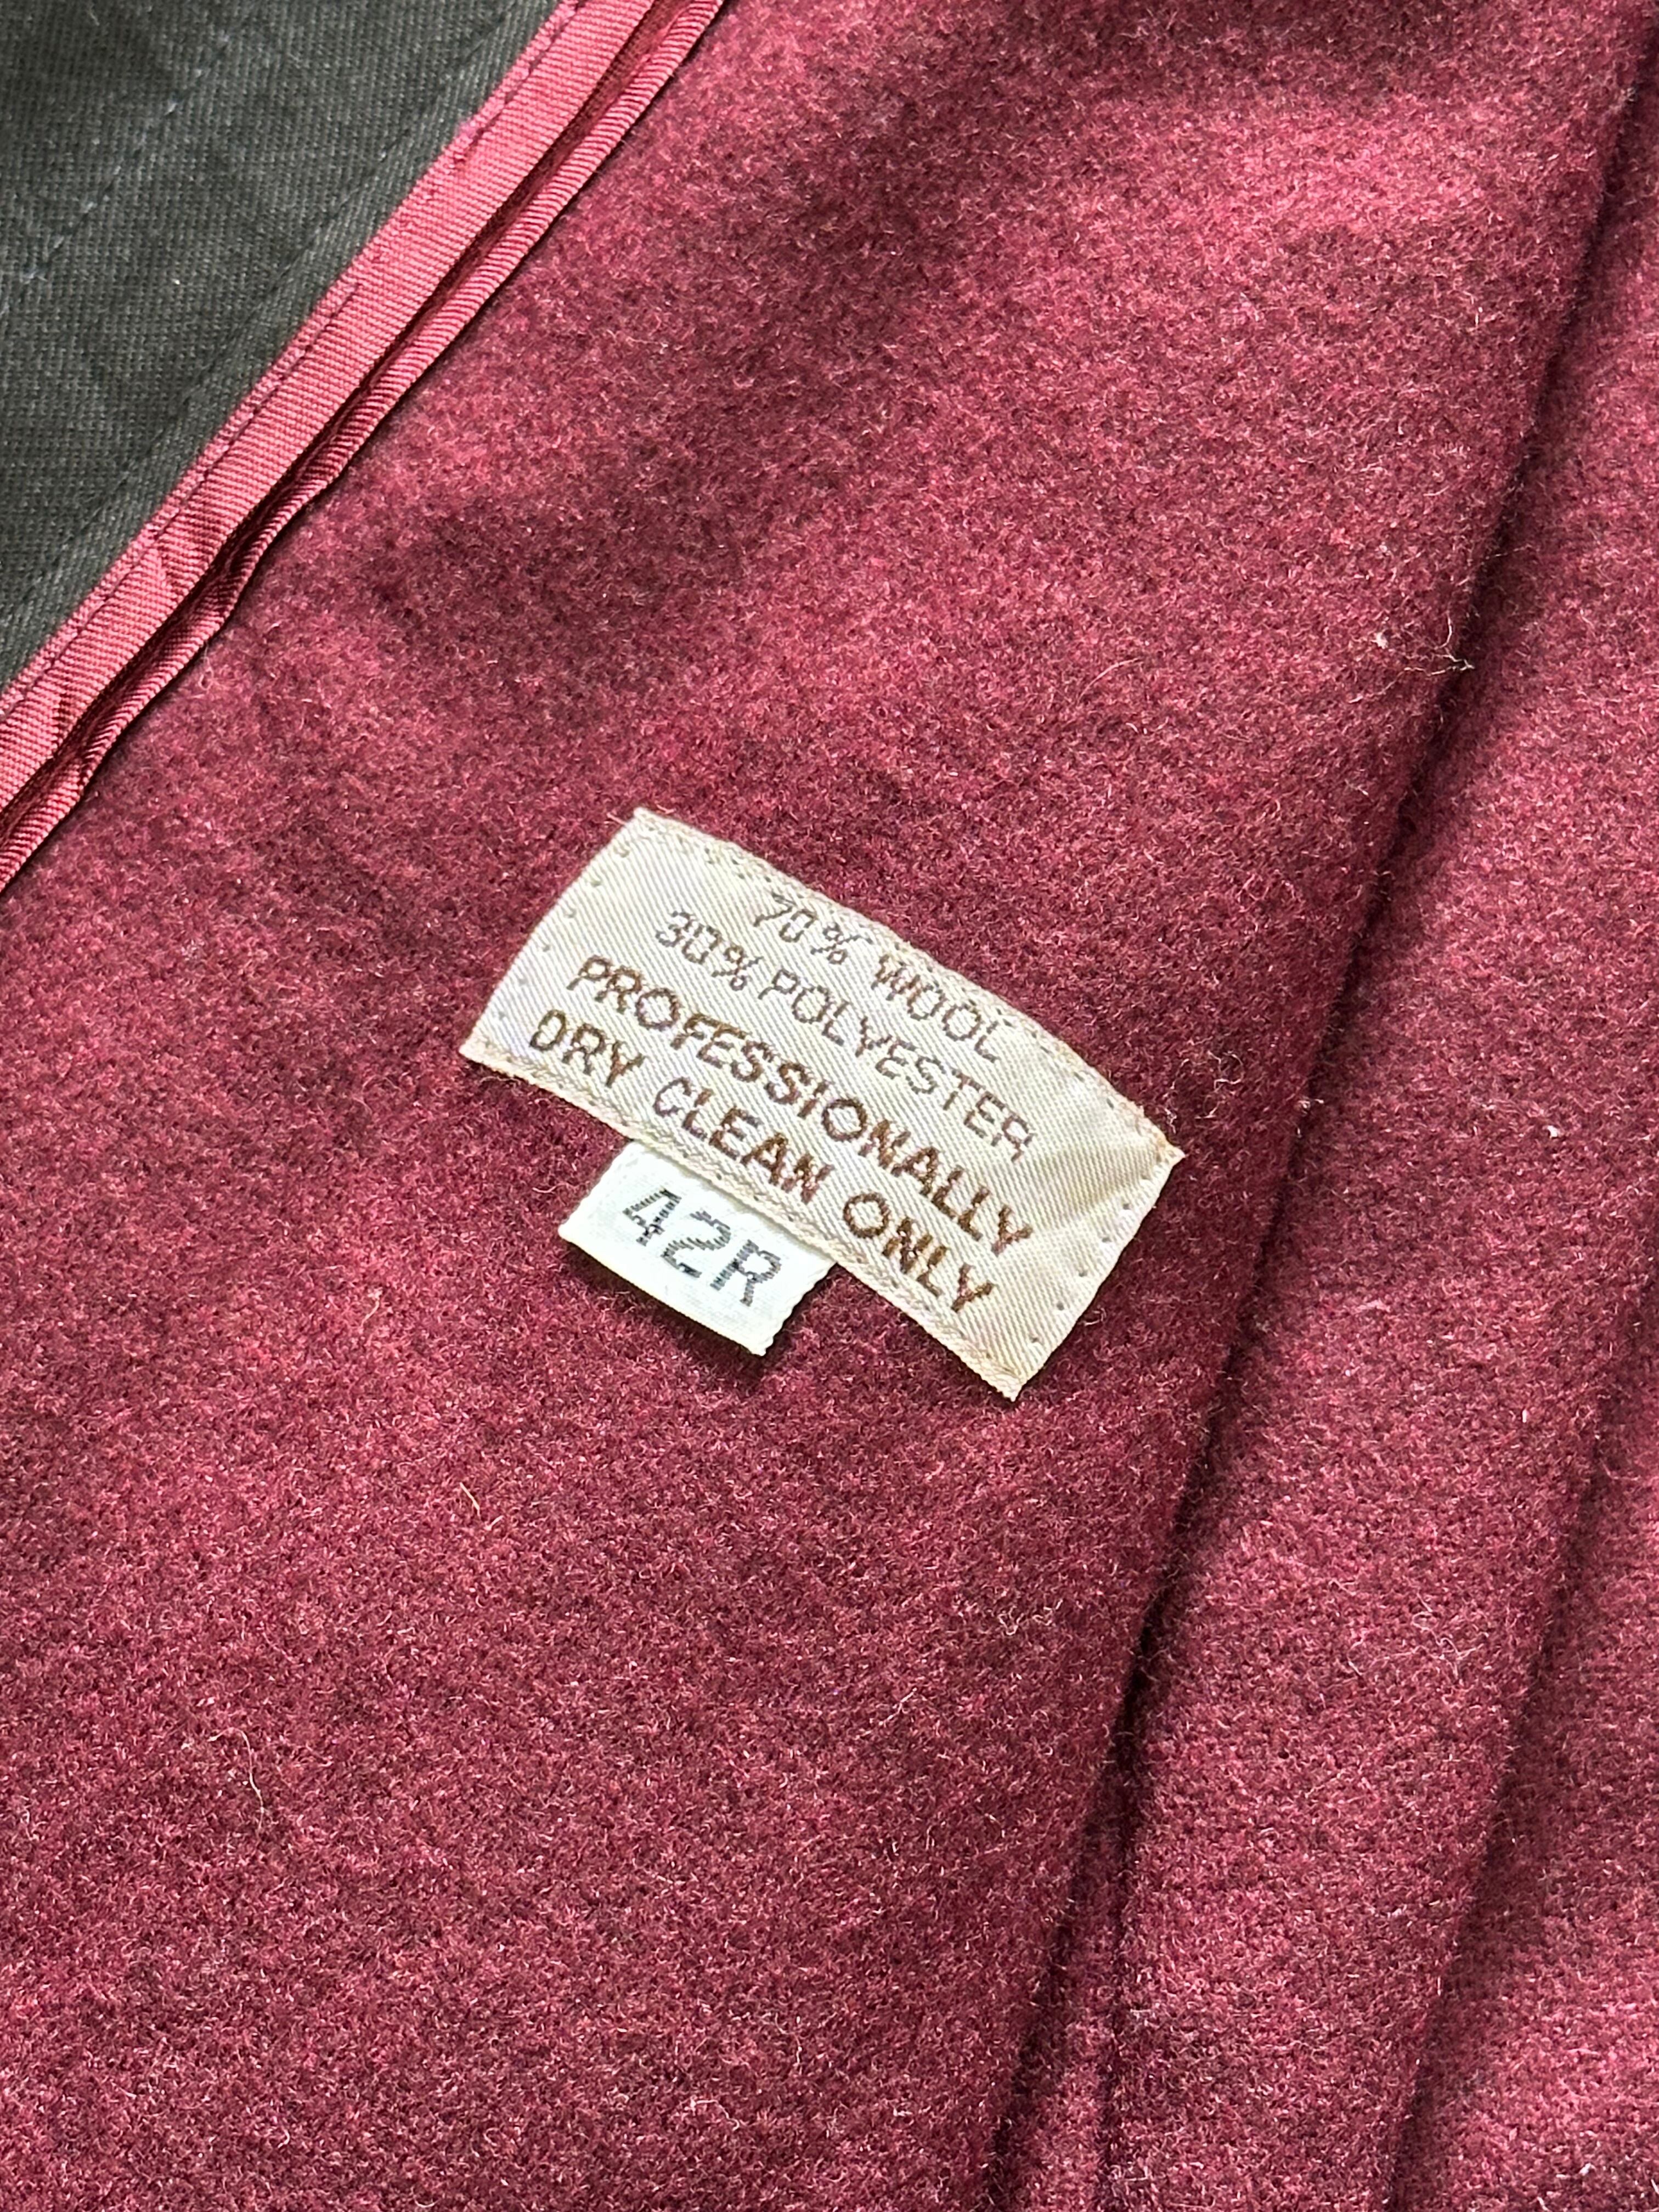 70% WOOL
30% POLYESTER
PROFESSIONALLY
DRY CLEAN ONLY
42R